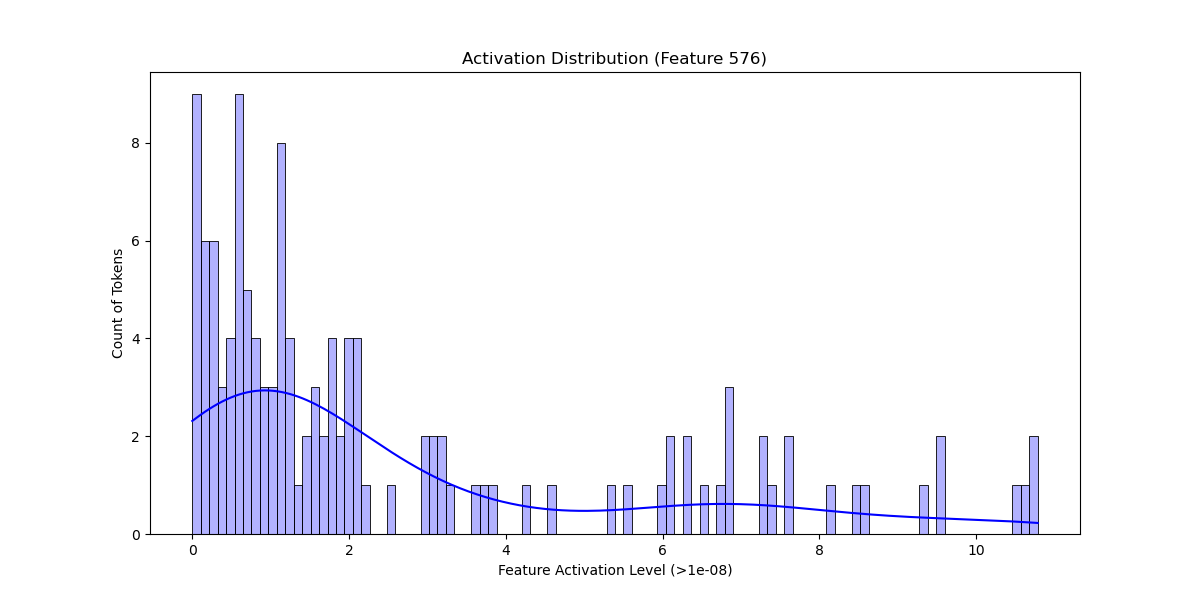 Activation Distribution (Feature 576)
Count of Tokens
8
6
4
2
0
0 2 4 6 8 10
Feature Activation Level (>1e-08)